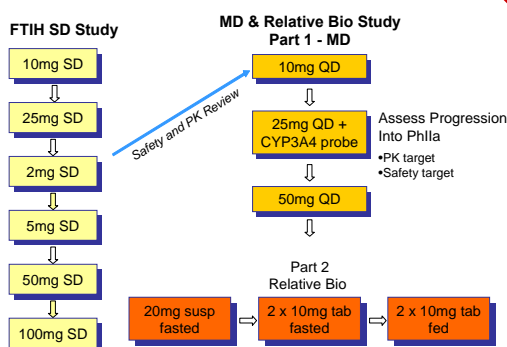 FTIH SD Study
10mg SD
25mg SD
2mg SD
5mg SD
50mg SD
100mg SD
Safety and PK Review
MD & Relative Bio Study
Part 1 - MD
10mg QD
25mg QD +
CYP3A4 probe
50mg QD
Assess Progression
Into PhIIa
•PK target
•Safety target
Part 2
Relative Bio
20mg susp
fasted
2 x 10mg tab
fasted
2 x 10mg tab
fed